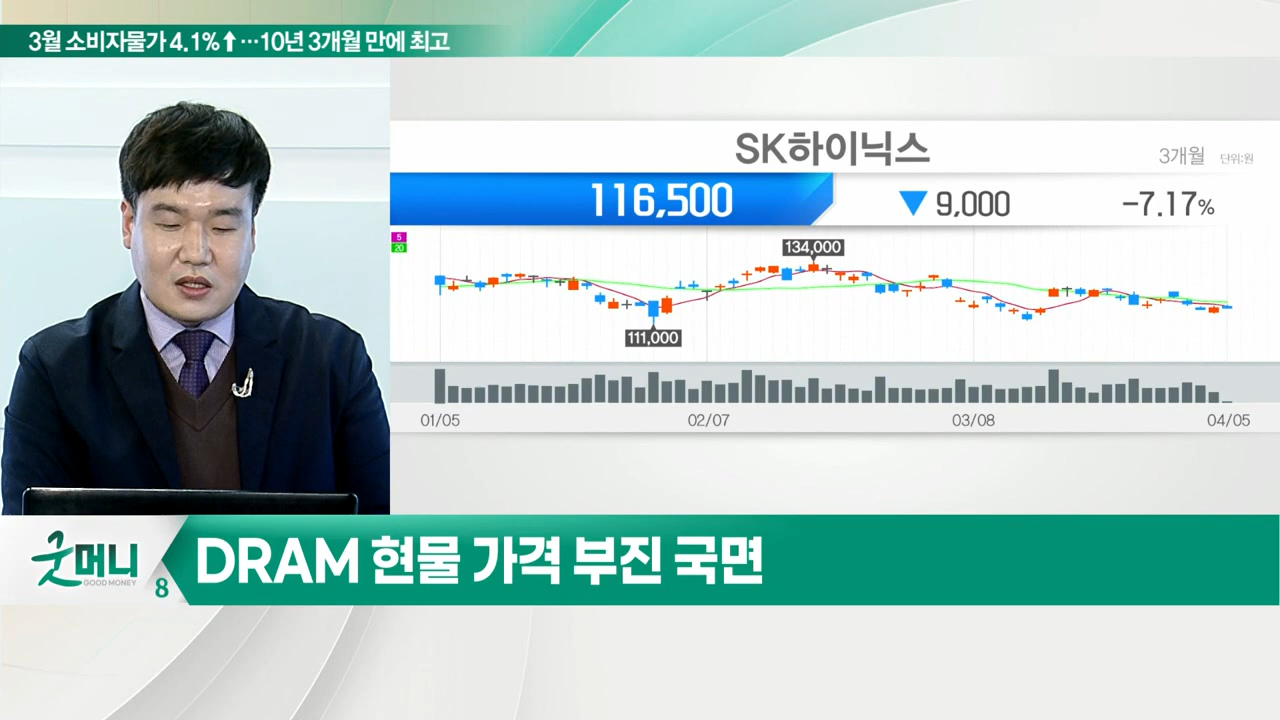 3월 소비자물가 4.1%⬆…10년 3개월 만에 최고
SK하이닉스
3개월 단위:원
116,500 ▼ 9,000 -7.17%
5
20
134,000
111,000
01/05 02/07 03/08 04/05
굿머니
GOOD MONEY
8
DRAM 현물 가격 부진 국면